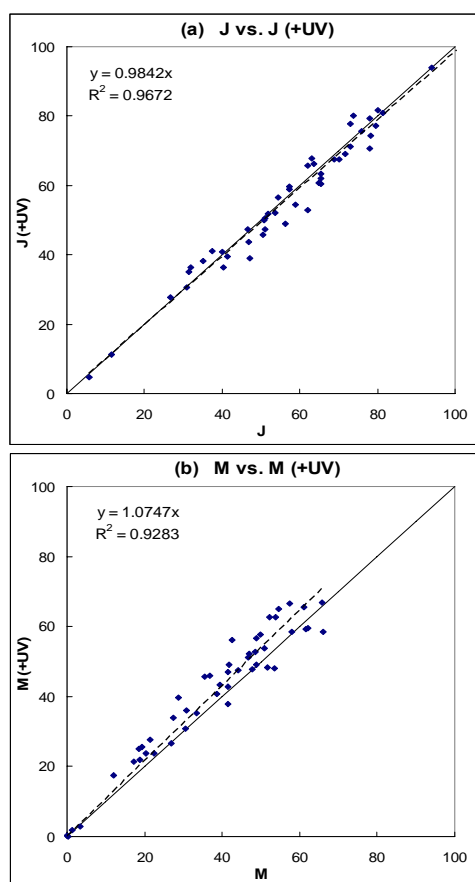 (a) J vs. J (+UV)
100
y = 0.9842x
R² = 0.9672
80
60
J (+UV)
40
20
0
0 20 40 60 80 100
J
(b) M vs. M (+UV)
100
y = 1.0747x
R² = 0.9283
80
60
M (+UV)
40
20
0
0 20 40 60 80 100
M